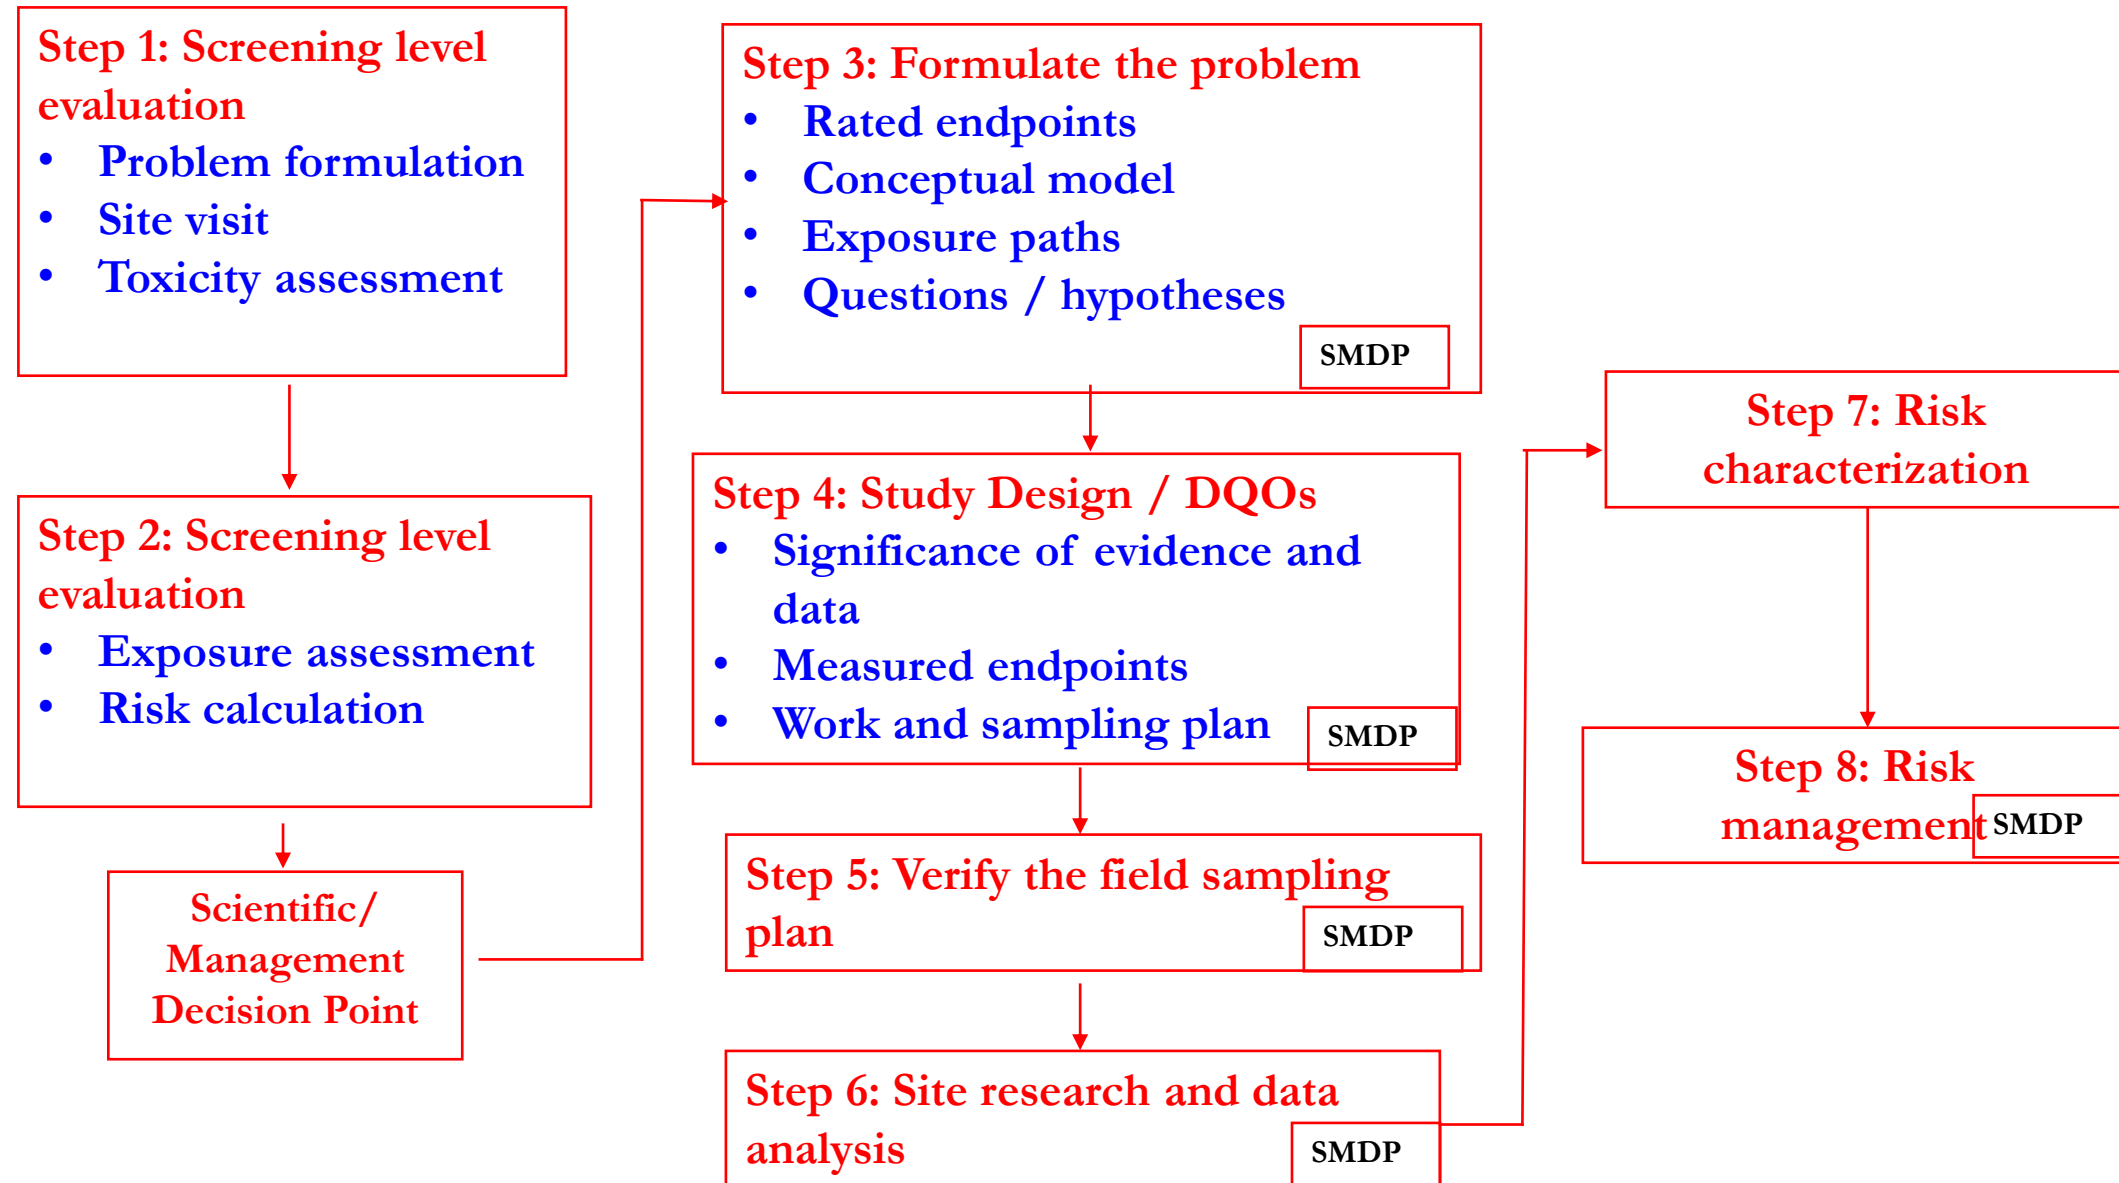 Step 1: Screening level
evaluation
• Problem formulation
• Site visit
• Toxicity assessment
Step 2: Screening level
evaluation
• Exposure assessment
• Risk calculation
Scientific/
Management
Decision Point
Step 3: Formulate the problem
• Rated endpoints
• Conceptual model
• Exposure paths
• Questions / hypotheses
SMDP
Step 4: Study Design / DQOs
• Significance of evidence and
data
• Measured endpoints
• Work and sampling plan
SMDP
Step 5: Verify the field sampling
plan
SMDP
Step 6: Site research and data
analysis
SMDP
Step 7: Risk
characterization
Step 8: Risk
management
SMDP